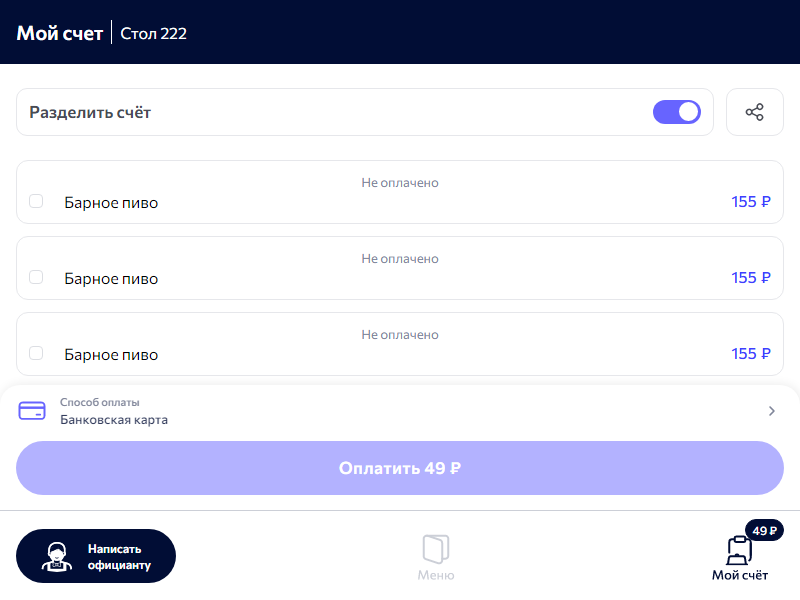 Мой счет
Стол 222
Разделить счёт
Не оплачено
Барное пиво
155 ₽
Не оплачено
Барное пиво
155 ₽
Не оплачено
Барное пиво
155 ₽
Способ оплаты
Банковская карта
Оплатить 49 ₽
Написать
официанту
Меню
49 ₽
Мой счёт